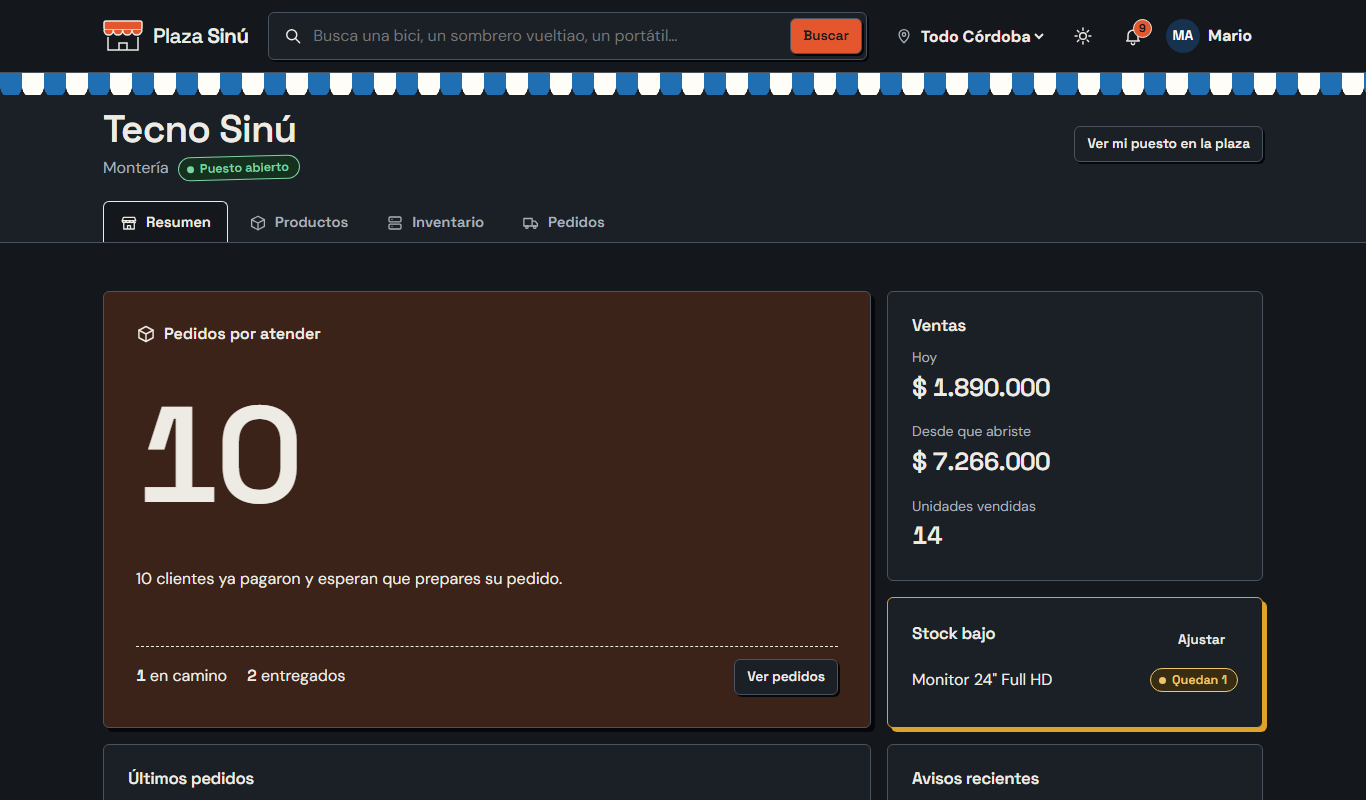 Plaza Sinú
Busca una bici, un sombrero vueltiao, un portátil...
Buscar
Todo Córdoba
9
MA
Mario
Tecno Sinú
Montería
Puesto abierto
Ver mi puesto en la plaza
Resumen
Productos
Inventario
Pedidos
Pedidos por atender
10
10 clientes ya pagaron y esperan que prepares su pedido.
1 en camino
2 entregados
Ver pedidos
Ventas
Hoy
$ 1.890.000
Desde que abriste
$ 7.266.000
Unidades vendidas
14
Stock bajo
Ajustar
Monitor 24" Full HD
Quedan 1
Últimos pedidos
Avisos recientes